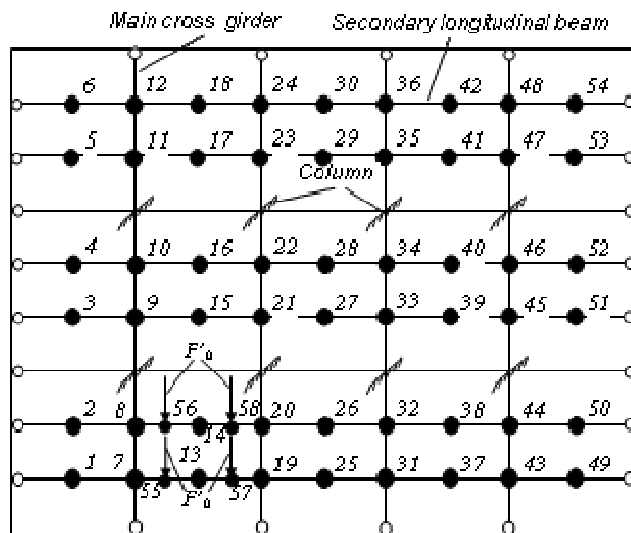 Main cross girder Secondary longitudinal beam
6 12 18 24 30 36 42 48 54
5 11 17 23 29 35 41 47 53
Column
4 10 16 22 28 34 40 46 52
3 9 15 21 27 33 39 45 51
F'₀
2 8 56 58 20 26 32 38 44 50
14
1 7 13 19 25 31 37 43 49
55 F'₀ 57